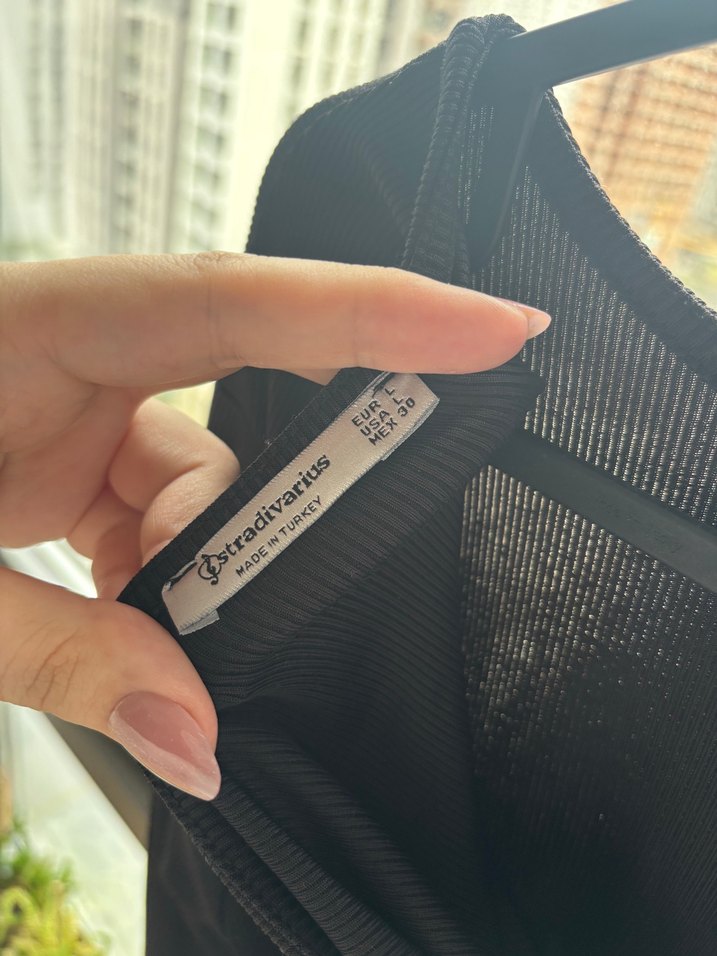 stradivarius
MADE IN TURKEY
EUR L
USA L
MEX 30